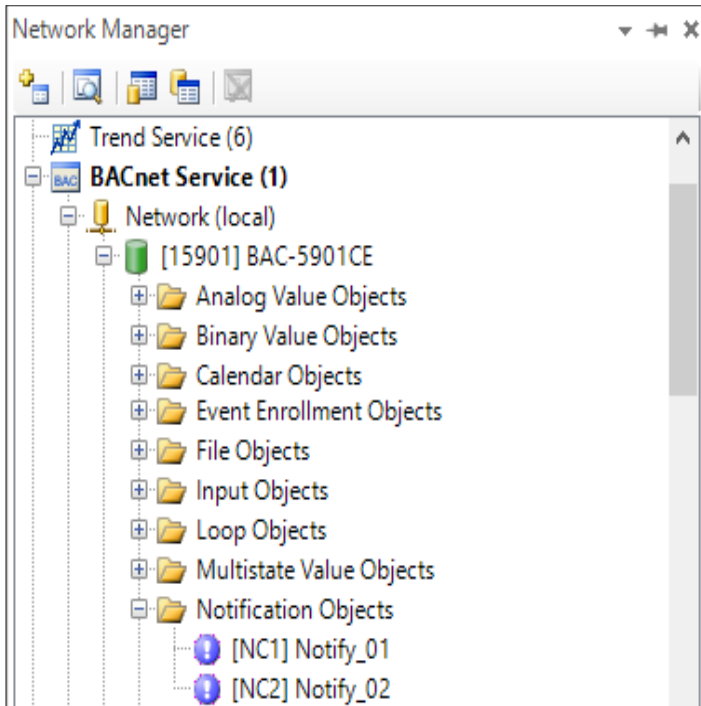 Network Manager
Trend Service (6)
BAC BACnet Service (1)
Network (local)
[15901] BAC-5901CE
Analog Value Objects
Binary Value Objects
Calendar Objects
Event Enrollment Objects
File Objects
Input Objects
Loop Objects
Multistate Value Objects
Notification Objects
[NC1] Notify_01
[NC2] Notify_02